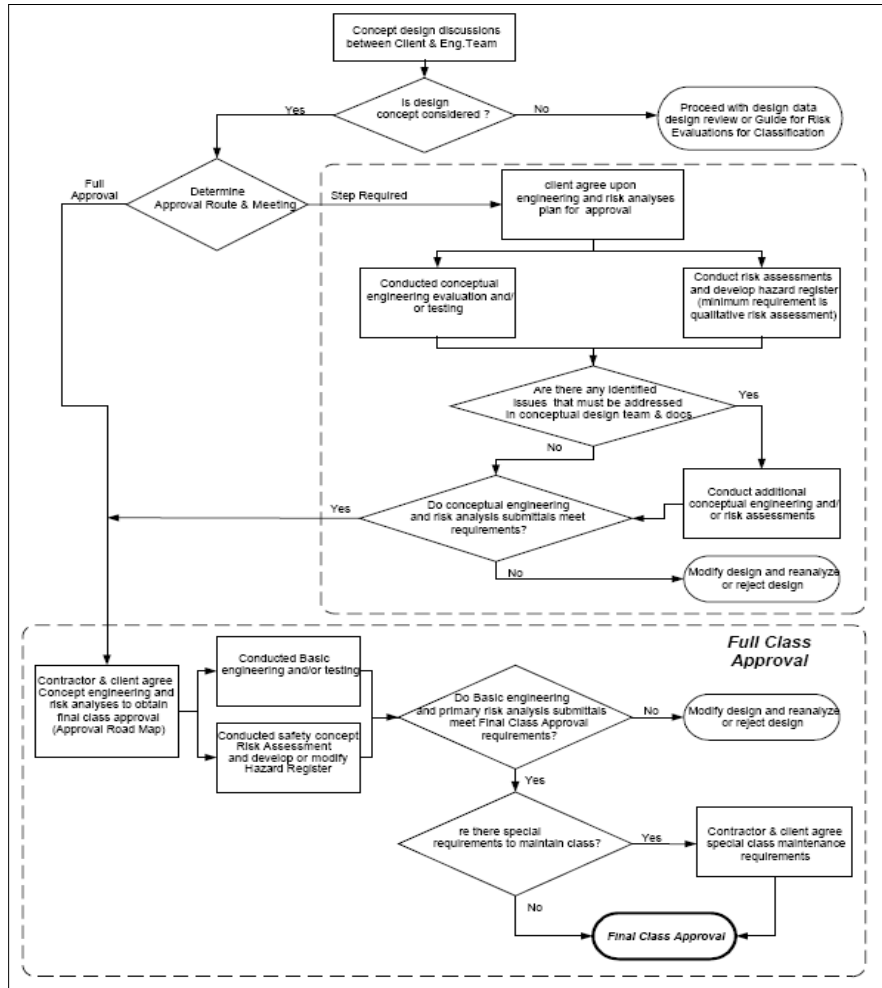 Concept design discussions
between Client & Eng.Team
Is design
concept considered ?
Yes
No
Proceed with design data
design review or Guide for Risk
Evaluations for Classification
Full
Approval
Determine
Approval Route & Meeting
Step Required
client agree upon
engineering and risk analyses
plan for approval
Conducted conceptual
engineering evaluation and/
or testing
Conduct risk assessments
and develop hazard register
(minimum requirement is
qualitative risk assessment)
Are there any identified
issues that must be addressed
in conceptual design team & docs
Yes
No
Do conceptual engineering
and risk analysis submittals meet
requirements?
Yes
Conduct additional
conceptual engineering and/
or risk assessments
No
Modify design and reanalyze
or reject design
Full Class
Approval
Contractor & client agree
Concept engineering and
risk analyses to obtain
final class approval
(Approval Road Map)
Conducted Basic
engineering and/or testing
Conducted safety concept
Risk Assessment
and develop or modify
Hazard Register
Do Basic engineering
and primary risk analysis submittals
meet Final Class Approval
requirements?
No
Modify design and reanalyze
or reject design
Yes
re there special
requirements to maintain class?
Yes
Contractor & client agree
special class maintenance
requirements
No
Final Class Approval